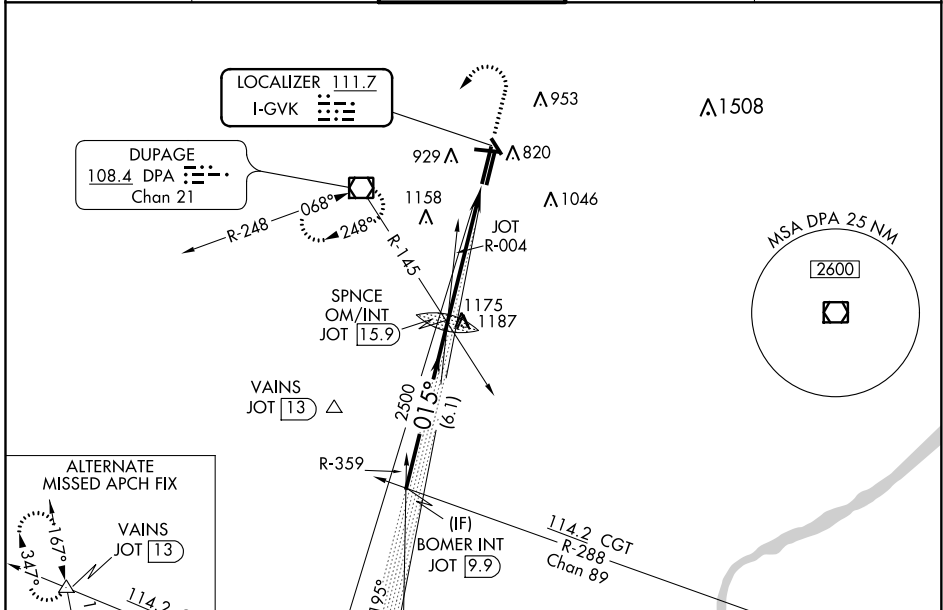 LOCALIZER 111.7
I-GVK
953
1508
DUPAGE
108.4 DPA
Chan 21
929
820
1158
1046
068°
248°
R-248
R-145
JOT
R-004
MSA DPA 25 NM
2600
SPNCE
OM/INT
JOT 15.9
1175
1187
VAINS
JOT 13
2500
015°
(6.1)
R-359
ALTERNATE
MISSED APCH FIX
(IF)
BOMER INT
JOT 9.9
114.2 CGT
R-288
Chan 89
VAINS
JOT 13
167°
347°
195°
114.2
1